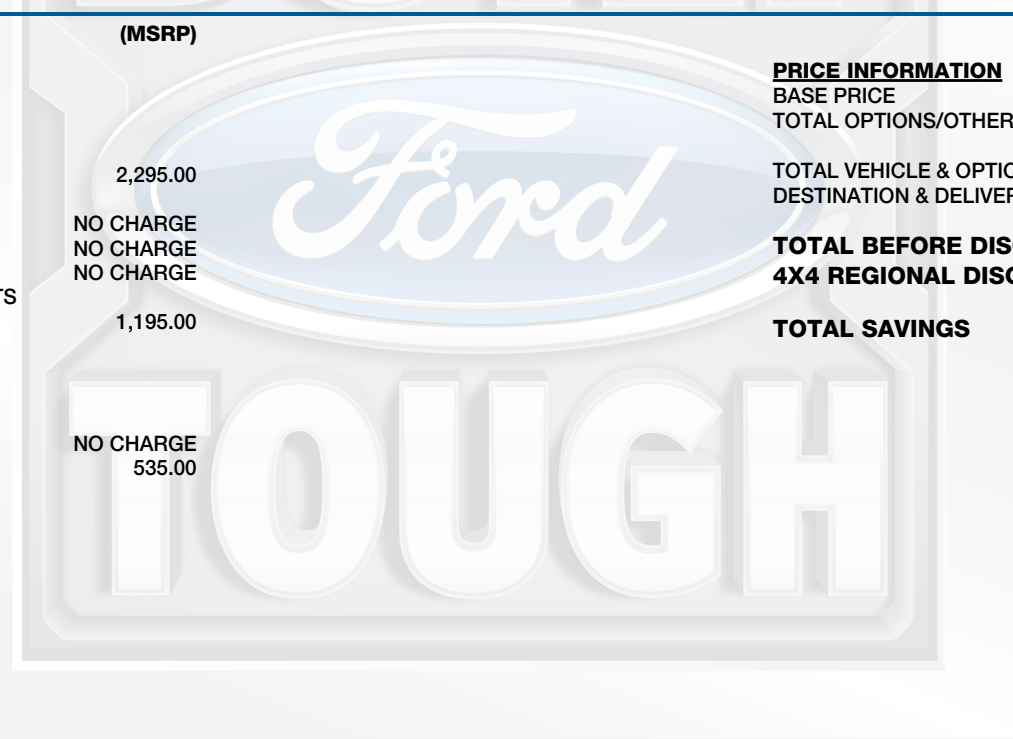 (MSRP)
2,295.00
NO CHARGE
NO CHARGE
NO CHARGE
TS
1,195.00
NO CHARGE
535.00
PRICE INFORMATION
BASE PRICE
TOTAL OPTIONS/OTHER
TOTAL VEHICLE & OPTIO
DESTINATION & DELIVER
TOTAL BEFORE DISC
4X4 REGIONAL DISC
TOTAL SAVINGS
Ford
TOUGH